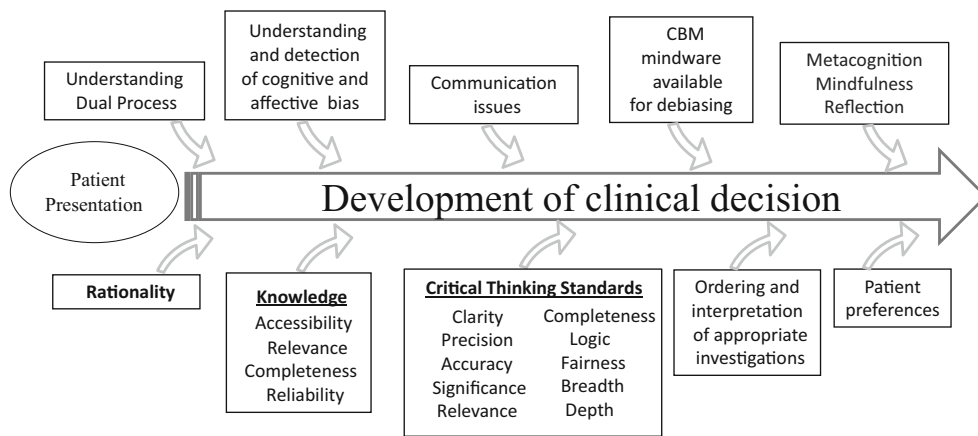 Understanding
Dual Process
Understanding
and detection
of cognitive and
affective bias
Communication
issues
CBM
mindware
available
for debiasing
Metacognition
Mindfulness
Reflection
Patient
Presentation
Development of clinical decision
Rationality
Knowledge
Accessibility
Relevance
Completeness
Reliability
Critical Thinking Standards
Clarity
Precision
Accuracy
Significance
Relevance
Completeness
Logic
Fairness
Breadth
Depth
Ordering and
interpretation
of appropriate
investigations
Patient
preferences